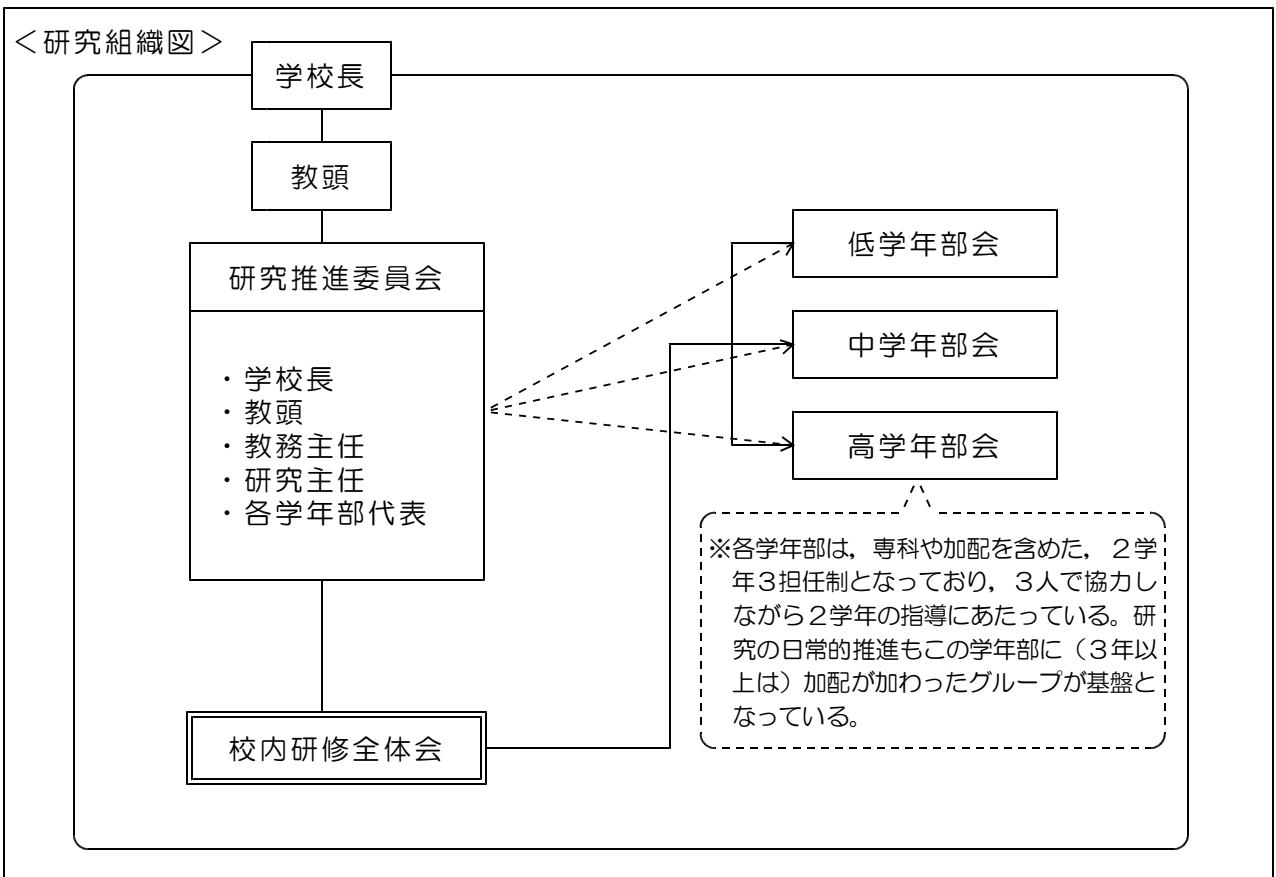 ＜研究組織図＞
学校長
教頭
研究推進委員会
・学校長
・教頭
・教務主任
・研究主任
・各学年部代表
校内研修全体会
低学年部会
中学年部会
高学年部会
※各学年部は，専科や加配を含めた，２学
年３担任制となっており，３人で協力し
ながら２学年の指導にあたっている。研
究の日常的推進もこの学年部に（３年以
上は）加配が加わったグループが基盤と
なっている。